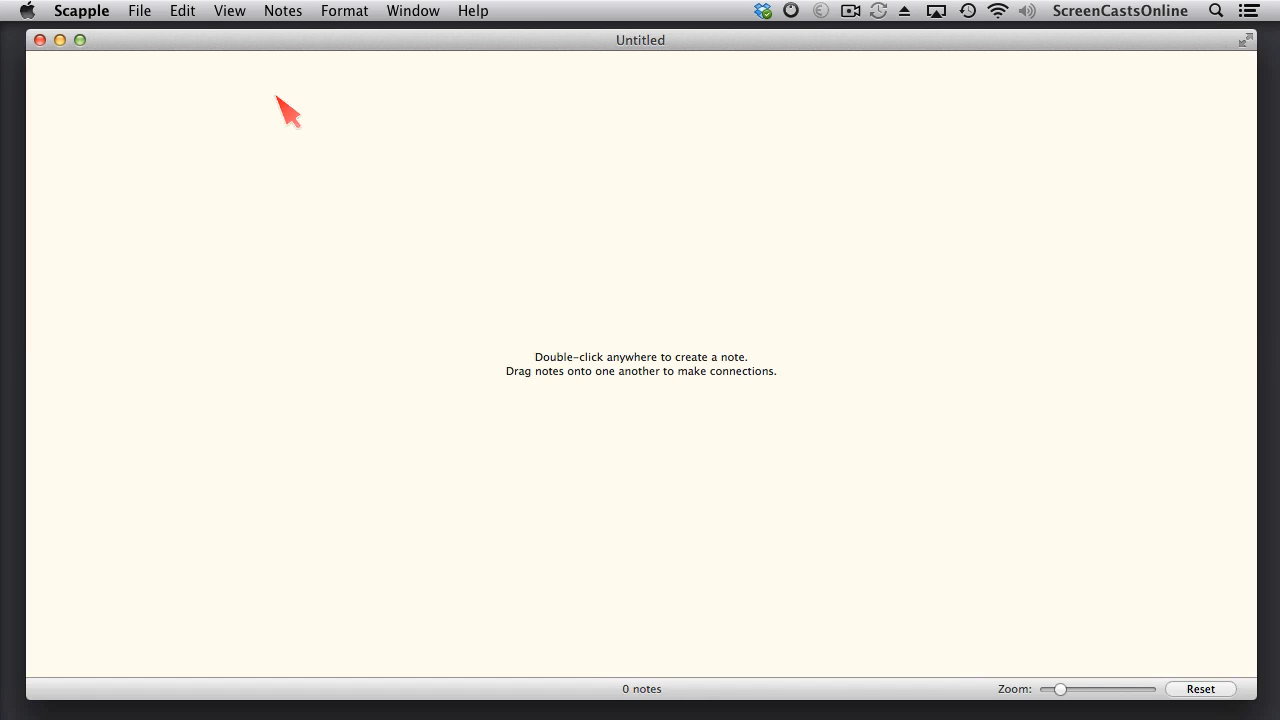 Scapple File Edit View Notes Format Window Help ScreenCastsOnline
Untitled
Double-click anywhere to create a note.
Drag notes onto one another to make connections.
0 notes Zoom: Reset